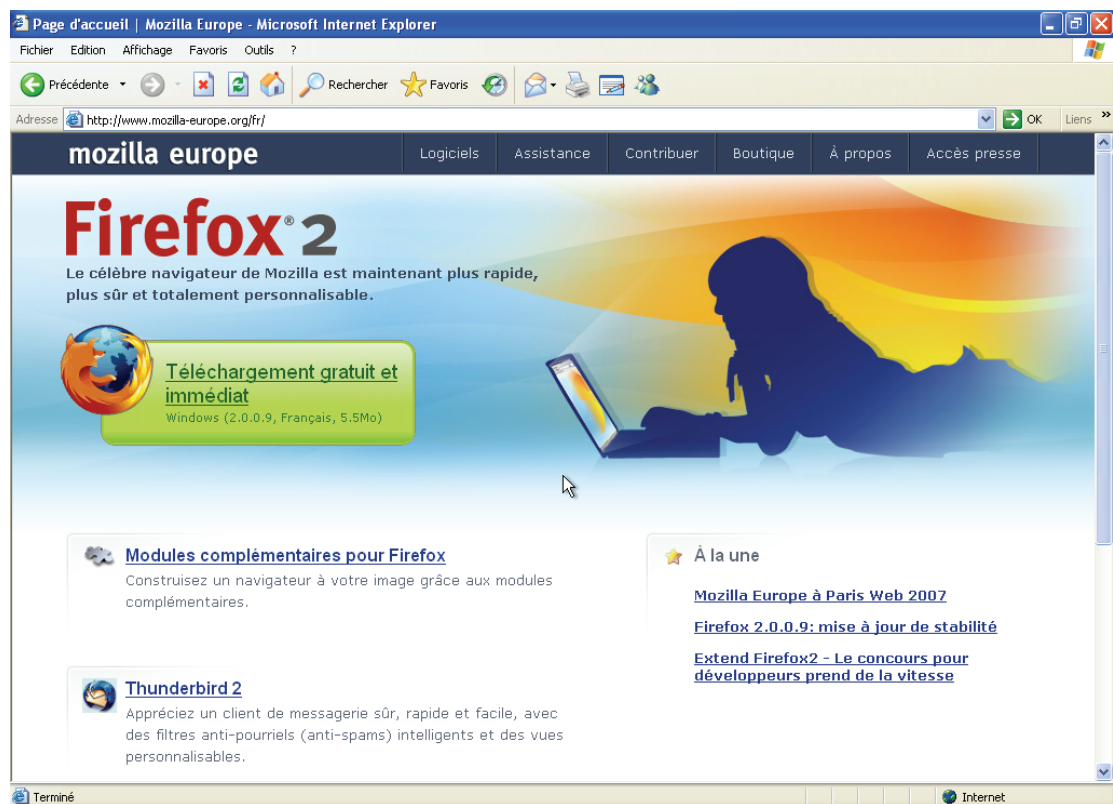 Page d'accueil | Mozilla Europe - Microsoft Internet Explorer
Fichier Edition Affichage Favoris Outils ?
Précédente Rechercher Favoris
Adresse http://www.mozilla-europe.org/fr/ OK Liens »
mozilla europe Logiciels Assistance Contribuer Boutique À propos Accès presse
Firefox® 2
Le célèbre navigateur de Mozilla est maintenant plus rapide,
plus sûr et totalement personnalisable.
Téléchargement gratuit et
immédiat
Windows (2.0.0.9, Français, 5.5Mo)
Modules complémentaires pour Firefox
Construisez un navigateur à votre image grâce aux modules
complémentaires.
Thunderbird 2
Appréciez un client de messagerie sûr, rapide et facile, avec
des filtres anti-pourriels (anti-spams) intelligents et des vues
personnalisables.
À la une
Mozilla Europe à Paris Web 2007
Firefox 2.0.0.9: mise à jour de stabilité
Extend Firefox2 - Le concours pour
développeurs prend de la vitesse
Terminé Internet